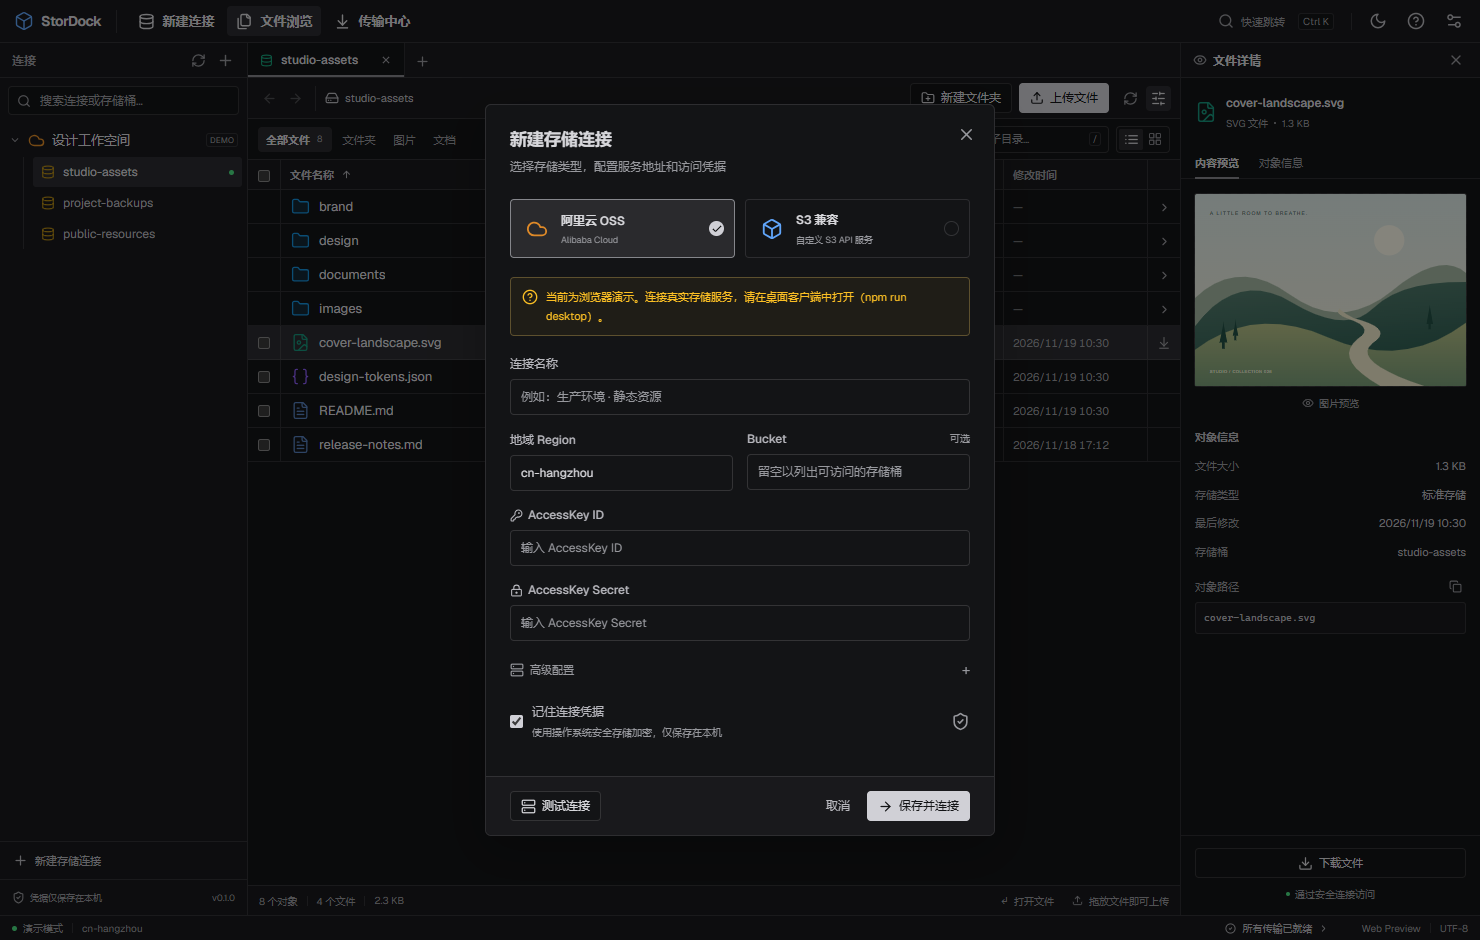 StorDock
新建连接
文件浏览
传输中心
快速跳转
Ctrl K
连接
搜索连接或存储桶...
设计工作空间
DEMO
studio-assets
project-backups
public-resources
新建存储连接
凭据仅保存在本机
v0.1.0
演示模式
cn-hangzhou
studio-assets
studio-assets
新建文件夹
上传文件
全部文件 8
文件夹
图片
文档
子目录...
/
文件名称
修改时间
brand
—
design
—
documents
—
images
—
cover-landscape.svg
2026/11/19 10:30
design-tokens.json
2026/11/19 10:30
README.md
2026/11/19 10:30
release-notes.md
2026/11/18 17:12
8 个对象
4 个文件
2.3 KB
打开文件
拖放文件即可上传
新建存储连接
选择存储类型，配置服务地址和访问凭据
阿里云 OSS
Alibaba Cloud
S3 兼容
自定义 S3 API 服务
当前为浏览器演示。连接真实存储服务，请在桌面客户端中打开（npm run
desktop）。
连接名称
例如：生产环境 · 静态资源
地域 Region
cn-hangzhou
Bucket
可选
留空以列出可访问的存储桶
AccessKey ID
输入 AccessKey ID
AccessKey Secret
输入 AccessKey Secret
高级配置
记住连接凭据
使用操作系统安全存储加密，仅保存在本机
测试连接
取消
保存并连接
文件详情
cover-landscape.svg
SVG 文件 · 1.3 KB
内容预览
对象信息
A LITTLE ROOM TO BREATHE.
图片预览
对象信息
文件大小
1.3 KB
存储类型
标准存储
最后修改
2026/11/19 10:30
存储桶
studio-assets
对象路径
cover-landscape.svg
下载文件
通过安全连接访问
所有传输已就绪
Web Preview
UTF-8